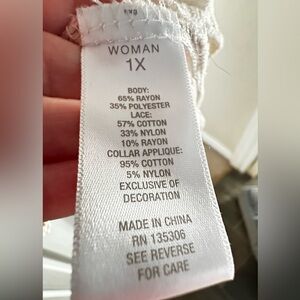 WOMAN
1X
BODY:
65% RAYON
35% POLYESTER
LACE:
57% COTTON
33% NYLON
10% RAYON
COLLAR APPLIQUE:
95% COTTON
5% NYLON
EXCLUSIVE OF
DECORATION
MADE IN CHINA
RN 135306
SEE REVERSE
FOR CARE